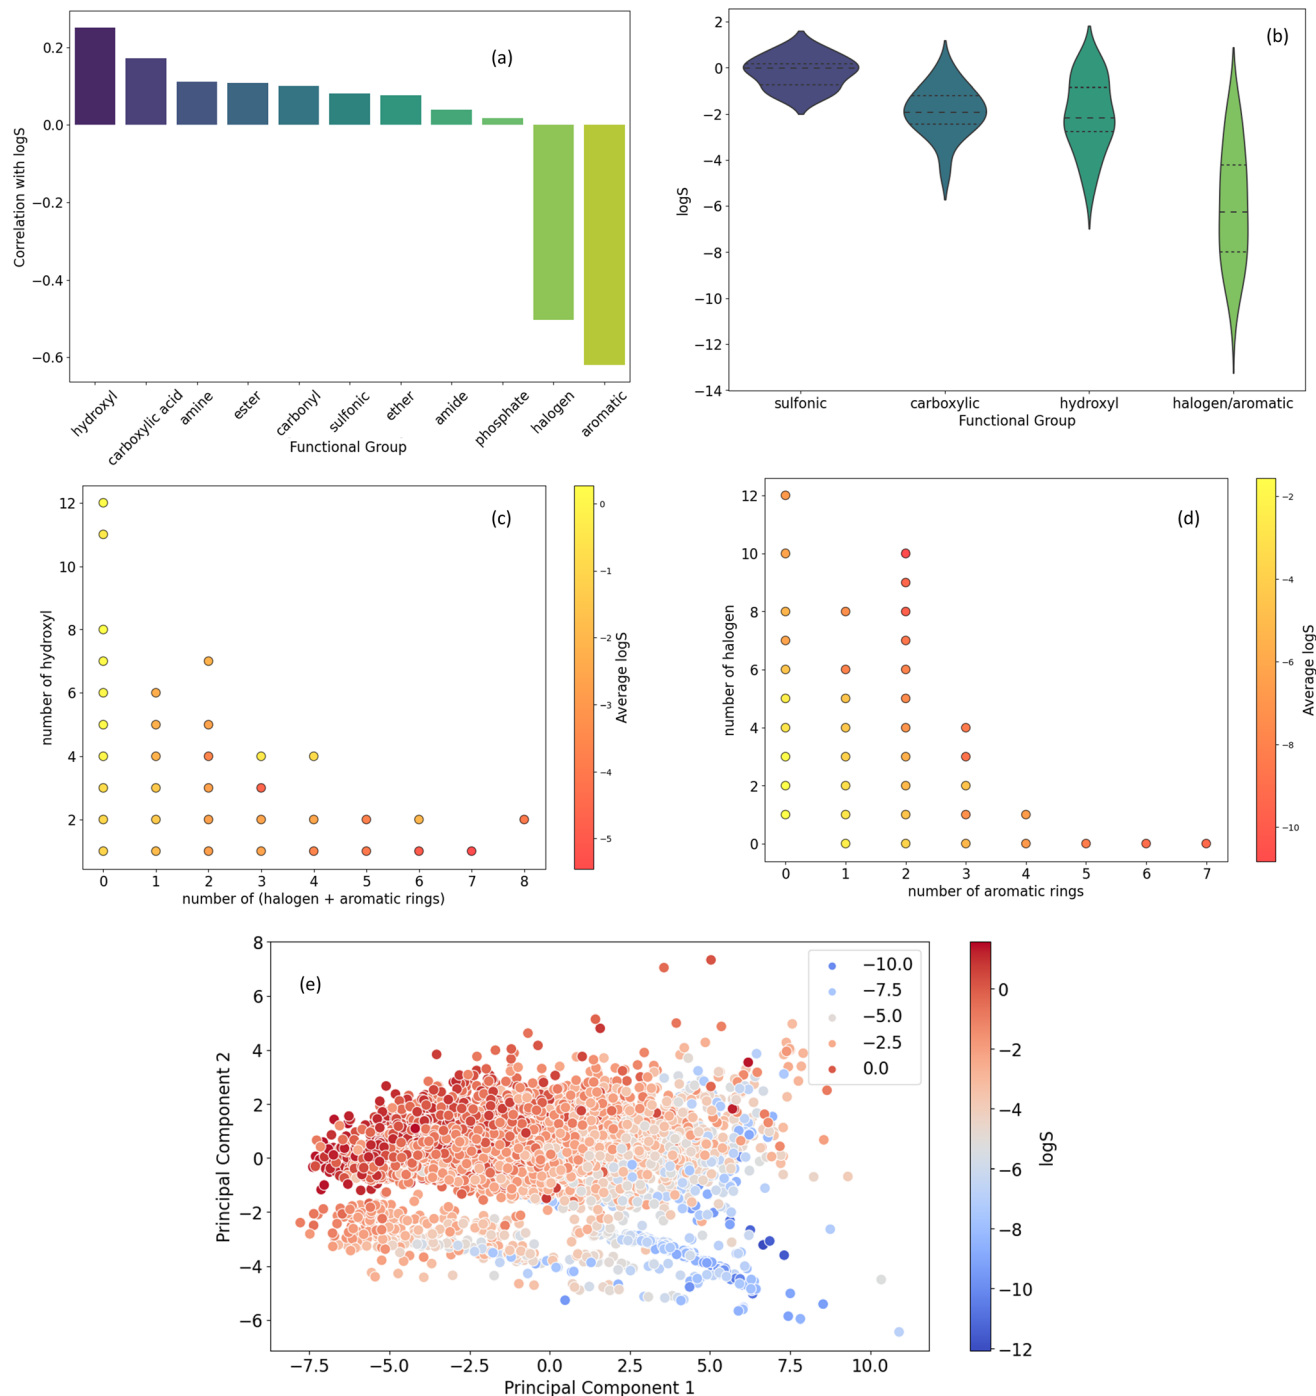 (a)
0.2
0.0
−0.2
−0.4
−0.6
Correlation with logS
hydroxyl
carboxylic acid
amine
ester
carbonyl
sulfonic
ether
amide
phosphate
halogen
aromatic
Functional Group
(b)
2
0
−2
−4
−6
−8
−10
−12
−14
logS
sulfonic
carboxylic
hydroxyl
halogen/aromatic
Functional Group
(c)
12
10
8
6
4
2
number of hydroxyl
0 1 2 3 4 5 6 7 8
number of (halogen + aromatic rings)
0
−1
−2
−3
−4
−5
Average logS
(d)
12
10
8
6
4
2
0
number of halogen
0 1 2 3 4 5 6 7
number of aromatic rings
−2
−4
−6
−8
−10
Average logS
(e)
8
6
4
2
0
−2
−4
−6
Principal Component 2
−7.5 −5.0 −2.5 0.0 2.5 5.0 7.5 10.0
Principal Component 1
−10.0
−7.5
−5.0
−2.5
0.0
0
−2
−4
−6
−8
−10
−12
logS